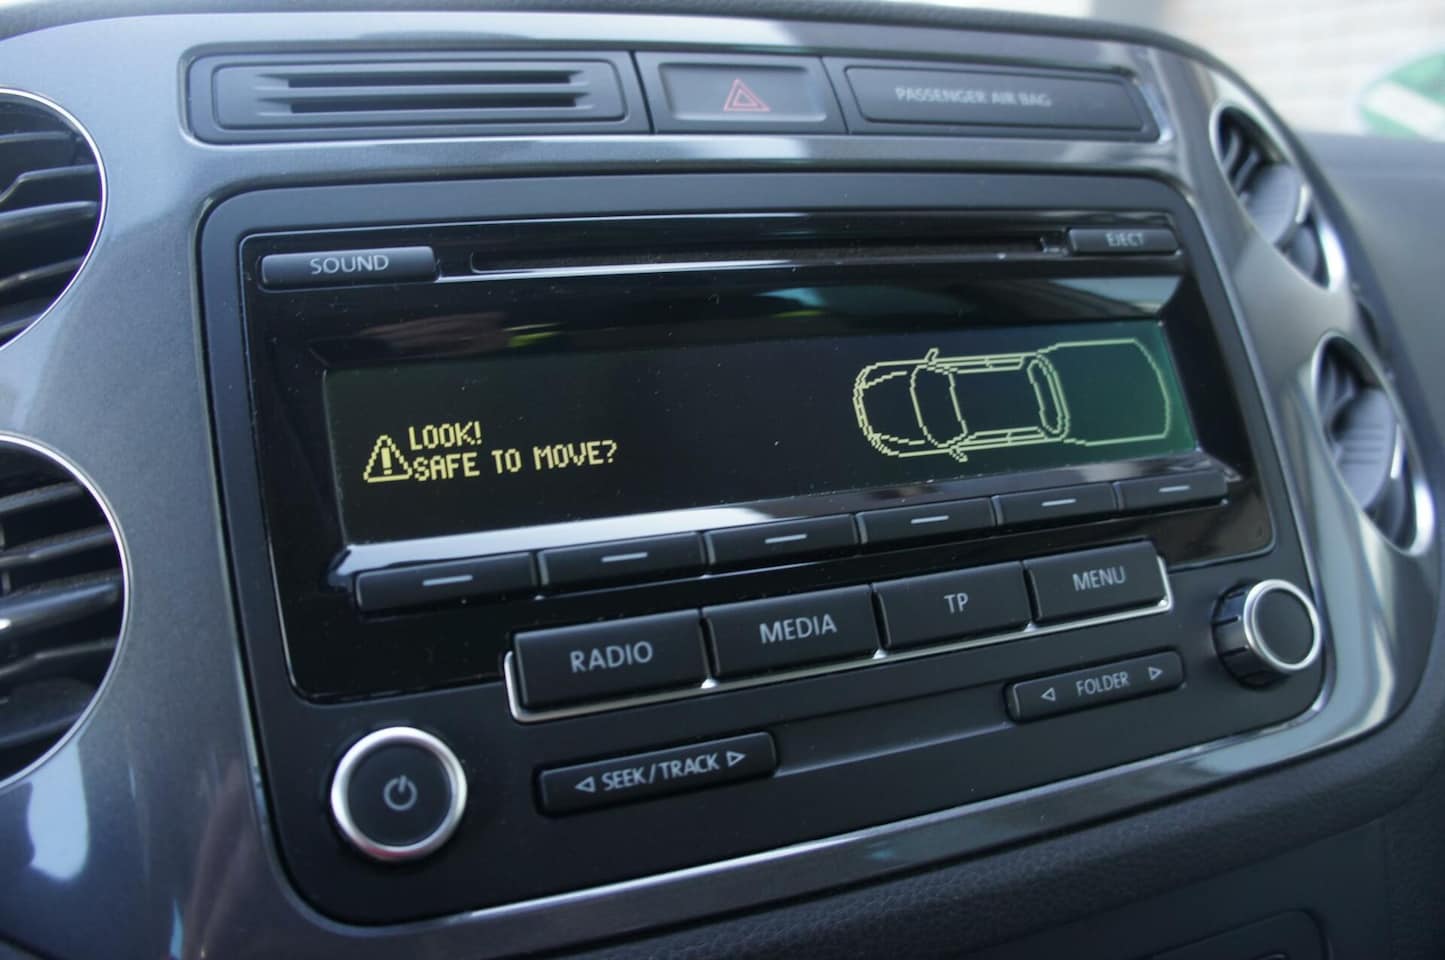 PASSENGER AIR BAG
SOUND
EJECT
LOOK!
SAFE TO MOVE?
RADIO
MEDIA
TP
MENU
SEEK/TRACK
FOLDER